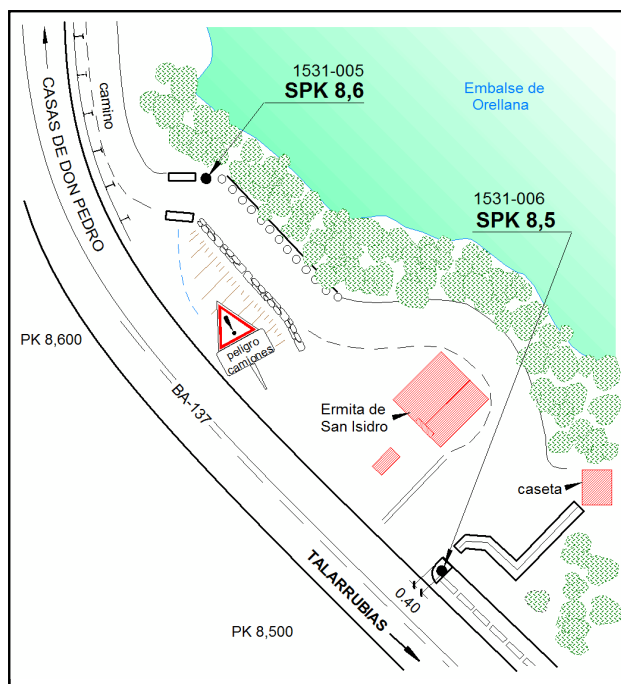 1531-005
SPK 8,6
Embalse de
Orellana
CASAS DE DON PEDRO
camino
1531-006
SPK 8,5
PK 8,600
!
peligro
camiones
BA-137
Ermita de
San Isidro
caseta
TALARRUBIAS
0.40
PK 8,500